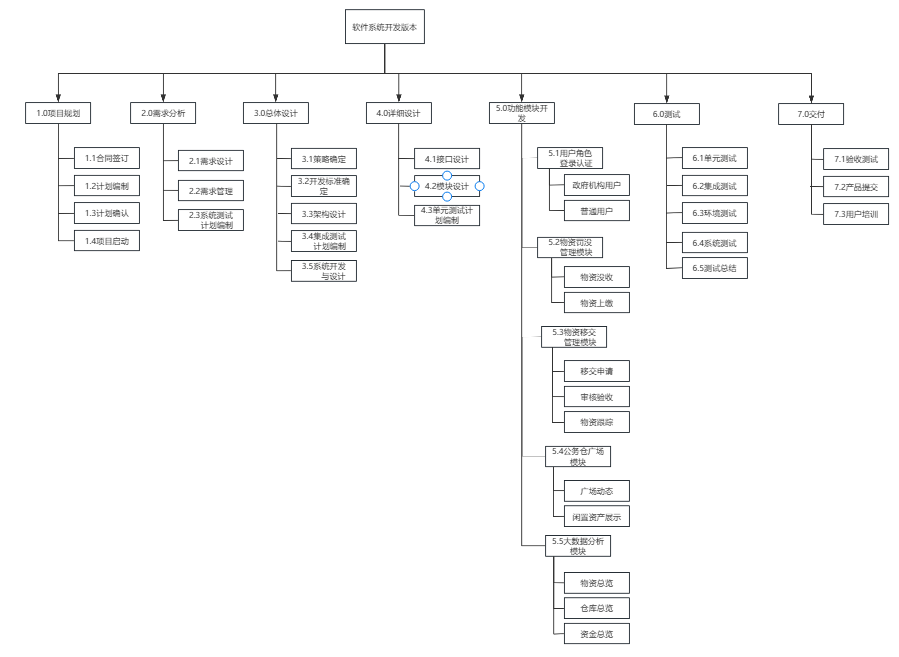 软件系统开发版本
1.0项目规划
2.0需求分析
3.0总体设计
4.0详细设计
5.0功能模块开
发
6.0测试
7.0交付
1.1合同签订
1.2计划编制
1.3计划确认
1.4项目启动
2.1需求设计
2.2需求管理
2.3系统测试
计划编制
3.1策略确定
3.2开发标准确
定
3.3架构设计
3.4集成测试
计划编制
3.5系统开发
与设计
4.1接口设计
4.2模块设计
4.3单元测试计
划编制
5.1用户角色
登录认证
政府机构用户
普通用户
5.2物资罚没
管理模块
物资没收
物资上缴
5.3物资移交
管理模块
移交申请
审核验收
物资跟踪
5.4公务仓广场
模块
广场动态
闲置资产展示
5.5大数据分析
模块
物资总览
仓库总览
资金总览
6.1单元测试
6.2集成测试
6.3环境测试
6.4系统测试
6.5测试总结
7.1验收测试
7.2产品提交
7.3用户培训